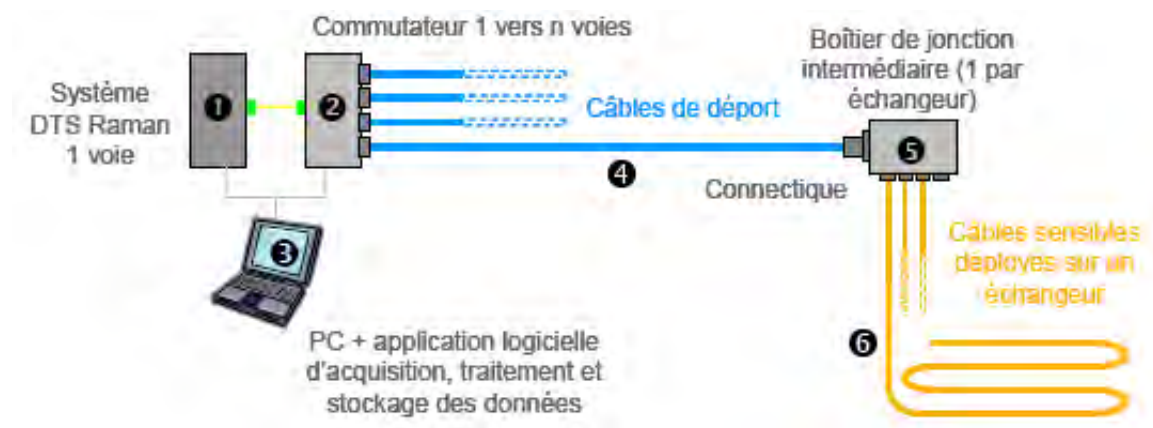 Commutateur 1 vers n voies
Boîtier de jonction
intermédiaire (1 par
échangeur)
Système
DTS Raman
1 voie
❶
❷
Câbles de déport
❹
❺
Connectique
❸
Câbles sensibles
déployés sur un
échangeur
❻
PC + application logicielle
d'acquisition, traitement et
stockage des données